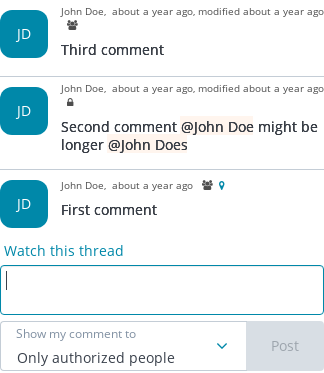 John Doe,  about a year ago, modified about a year ago
JD
Third comment
John Doe,  about a year ago, modified about a year ago
JD
Second comment @John Doe might be
longer @John Does
John Doe,  about a year ago
JD
First comment
Watch this thread
Show my comment to
Only authorized people
Post